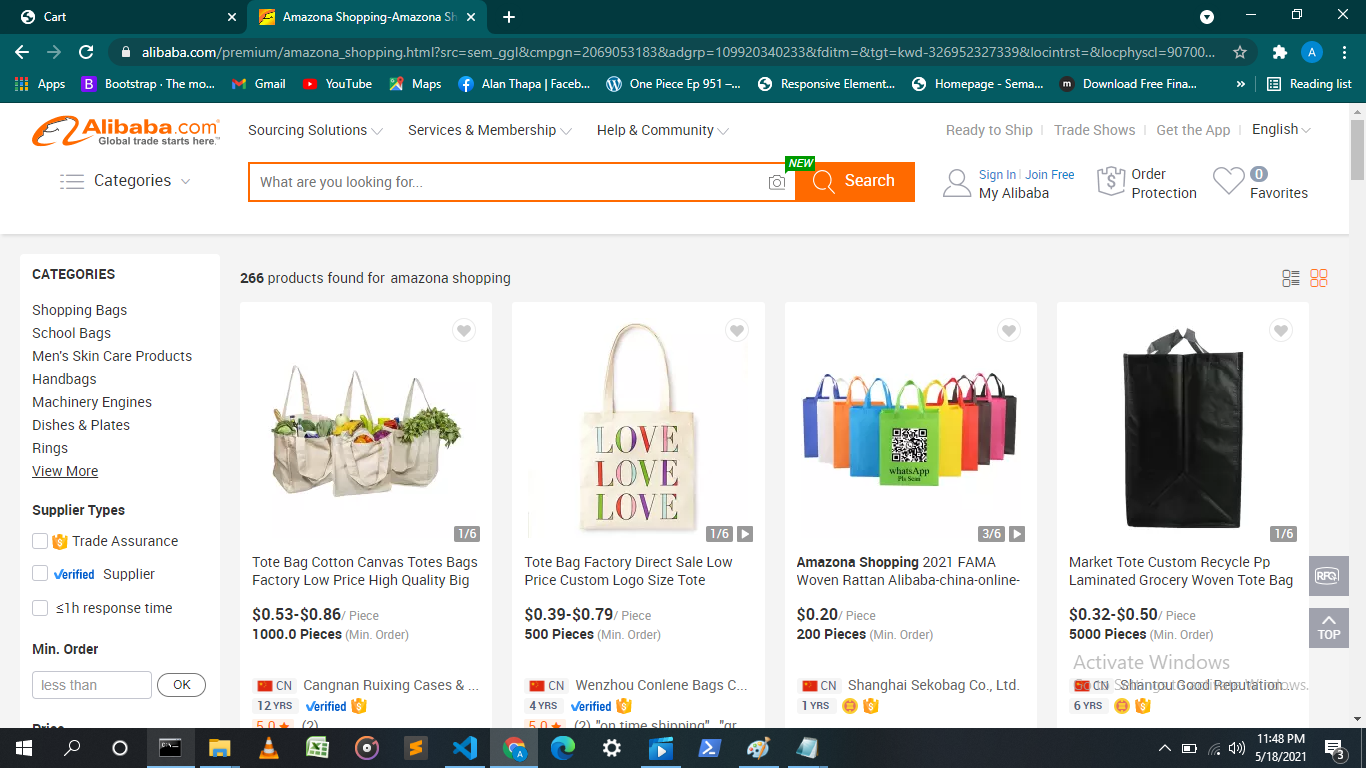 Cart
Amazona Shopping-Amazona Sh
alibaba.com/premium/amazona_shopping.html?src=sem_ggl&cmpgn=2069053183&adgrp=109920340233&fditm=&tgt=kwd-326952327339&locintrst=&locphyscl=90700...
A
Apps
Bootstrap · The mo...
Gmail
YouTube
Maps
Alan Thapa | Faceb...
One Piece Ep 951 –...
Responsive Element...
Homepage - Sema...
Download Free Fina...
»
Reading list
Alibaba.com
Global trade starts here.™
Sourcing Solutions
Services & Membership
Help & Community
Ready to Ship
Trade Shows
Get the App
English
Categories
What are you looking for...
NEW
Search
Sign In | Join Free
My Alibaba
Order
Protection
0
Favorites
CATEGORIES
Shopping Bags
School Bags
Men's Skin Care Products
Handbags
Machinery Engines
Dishes & Plates
Rings
View More
Supplier Types
Trade Assurance
Verified Supplier
≤1h response time
Min. Order
less than
OK
Price
266 products found for amazona shopping
1/6
Tote Bag Cotton Canvas Totes Bags
Factory Low Price High Quality Big
$0.53-$0.86/ Piece
1000.0 Pieces (Min. Order)
CN Cangnan Ruixing Cases & ...
12 YRS Verified
5.0 (2)
LOVE
LOVE
LOVE
1/6
Tote Bag Factory Direct Sale Low
Price Custom Logo Size Tote
$0.39-$0.79/ Piece
500 Pieces (Min. Order)
CN Wenzhou Conlene Bags C...
4 YRS Verified
5.0 (2) "on time shipping" "gr
whatsApp
Pls Scan
3/6
Amazona Shopping 2021 FAMA
Woven Rattan Alibaba-china-online-
$0.20/ Piece
200 Pieces (Min. Order)
CN Shanghai Sekobag Co., Ltd.
1 YRS
1/6
Market Tote Custom Recycle Pp
Laminated Grocery Woven Tote Bag
$0.32-$0.50/ Piece
5000 Pieces (Min. Order)
Activate Windows
Go to Settings to activate Windows.
CN Shantou Good Reputation
6 YRS
RFQ
TOP
11:48 PM
5/18/2021
3